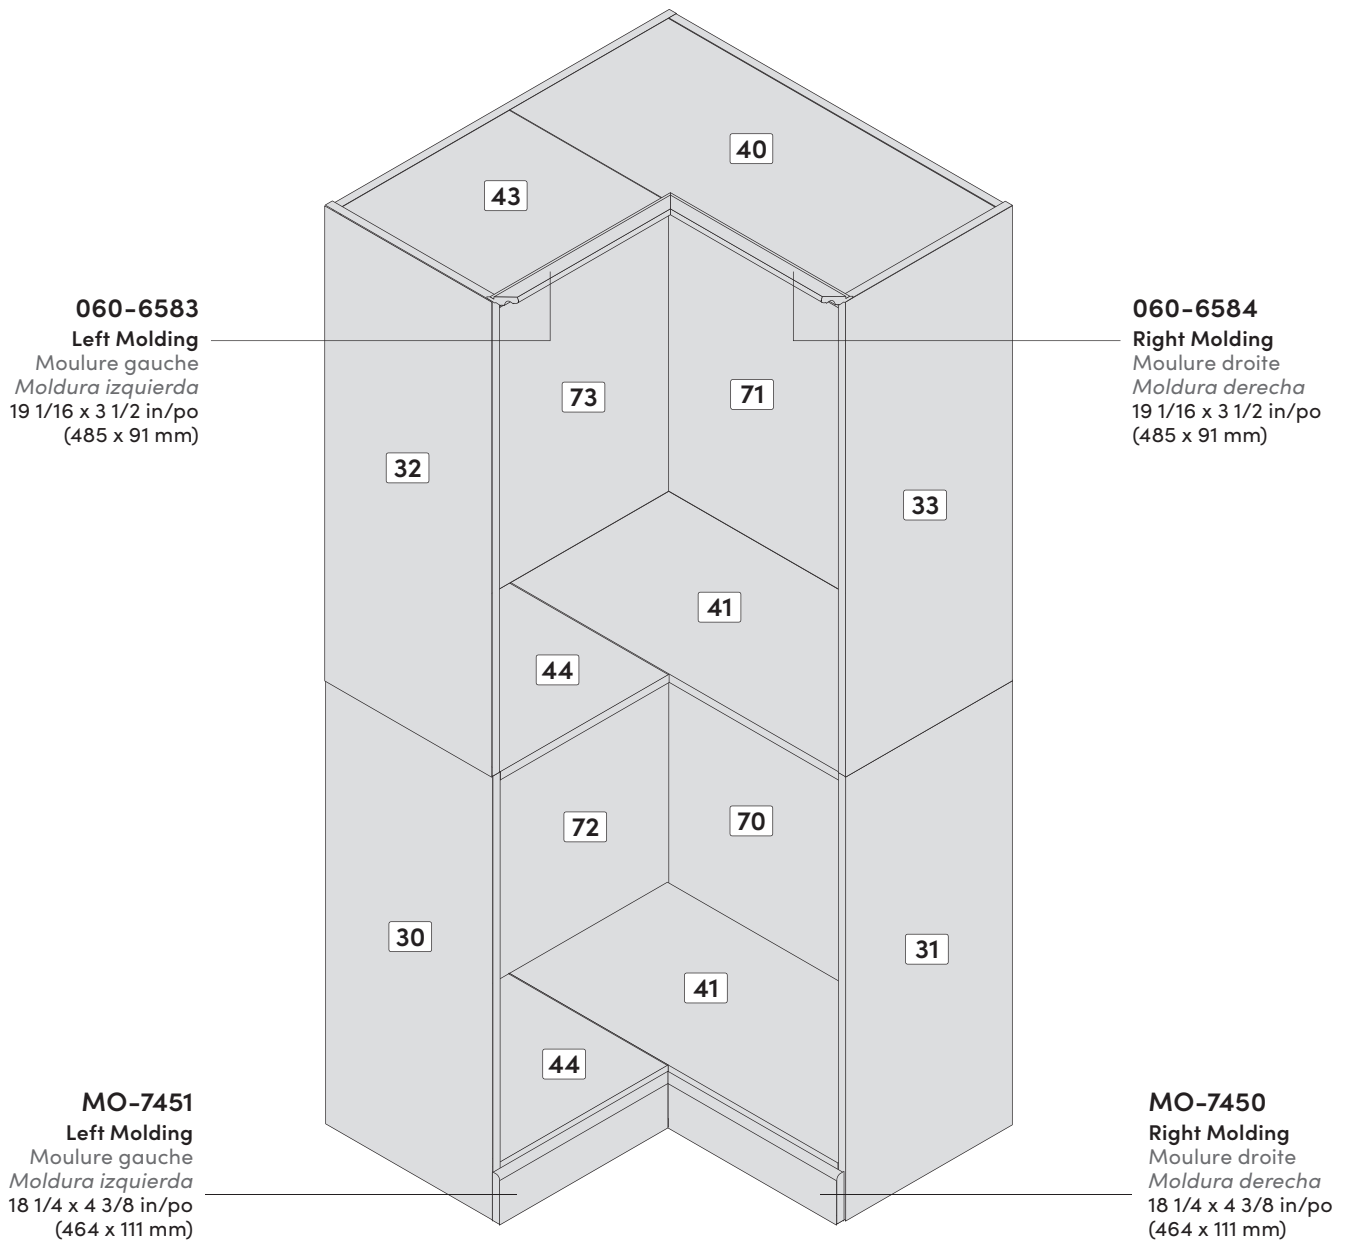 40
43
060-6583
Left Molding
Moulure gauche
Moldura izquierda
19 1/16 x 3 1/2 in/po
(485 x 91 mm)
060-6584
Right Molding
Moulure droite
Moldura derecha
19 1/16 x 3 1/2 in/po
(485 x 91 mm)
73
71
32
33
41
44
72
70
30
31
41
44
MO-7451
Left Molding
Moulure gauche
Moldura izquierda
18 1/4 x 4 3/8 in/po
(464 x 111 mm)
MO-7450
Right Molding
Moulure droite
Moldura derecha
18 1/4 x 4 3/8 in/po
(464 x 111 mm)